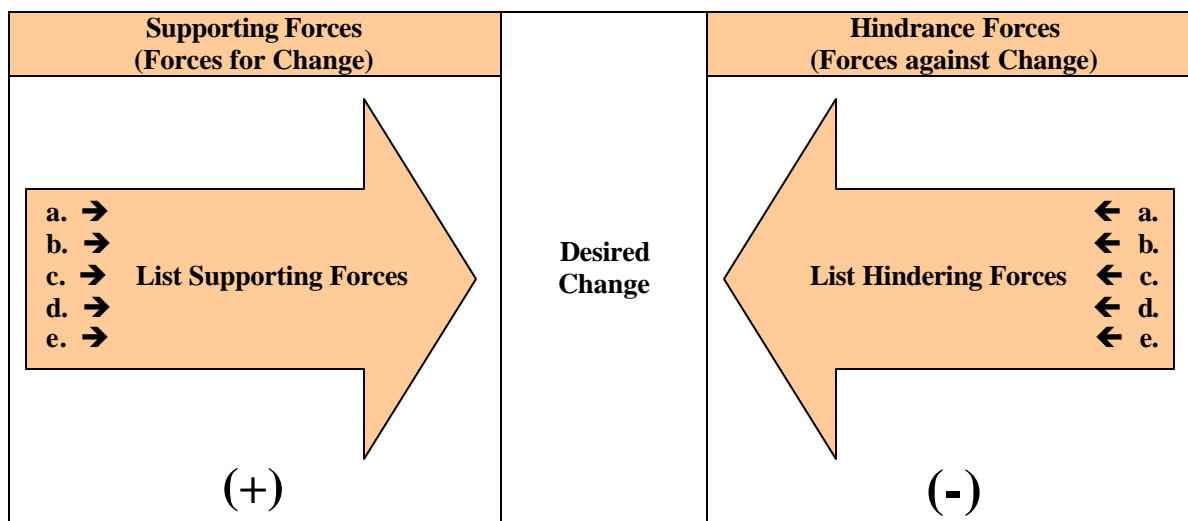 Supporting Forces
(Forces for Change)
Hindrance Forces
(Forces against Change)
a. ➔
b. ➔
c. ➔
d. ➔
e. ➔
List Supporting Forces
Desired
Change
List Hindering Forces
🡰 a.
🡰 b.
🡰 c.
🡰 d.
🡰 e.
(+)
(-)